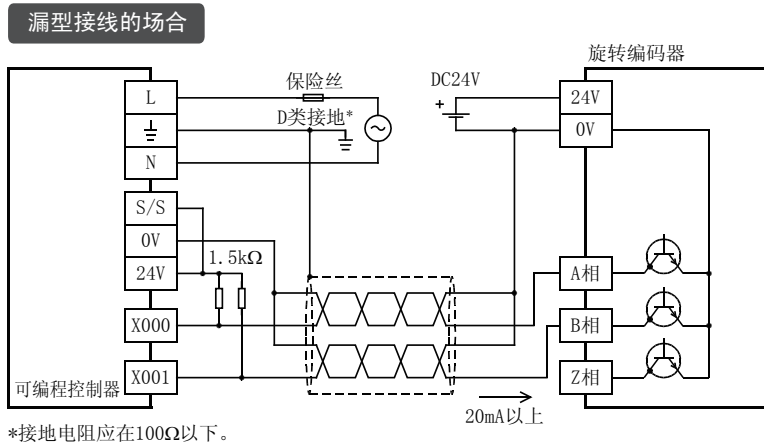 漏型接线的场合
旋转编码器
保险丝
DC24V
L
D类接地*
+
24V
0V
N
S/S
0V
1.5kΩ
24V
A相
X000
B相
X001
Z相
可编程控制器
20mA以上
*接地电阻应在100Ω以下。